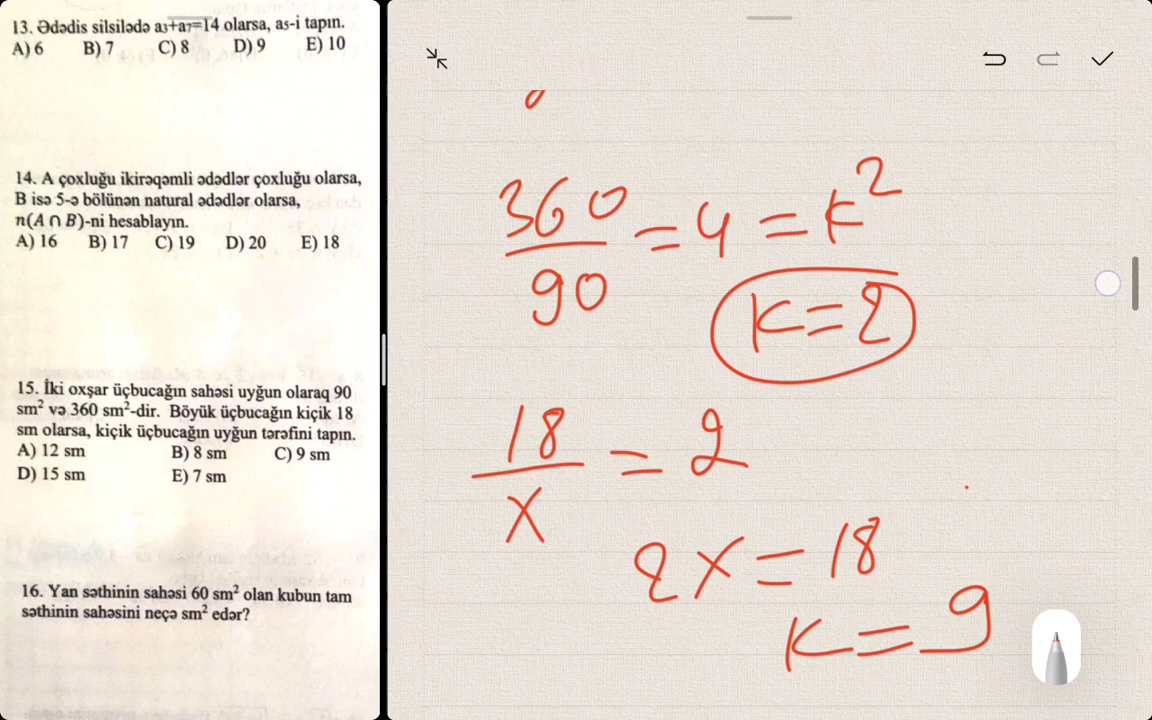 13. Ədədis silsilədə a₃+a₇=14 olarsa, a₅-i tapın.
A) 6 B) 7 C) 8 D) 9 E) 10
14. A çoxluğu ikirəqəmli ədədlər çoxluğu olarsa,
B isə 5-ə bölünən natural ədədlər olarsa,
n(A ∩ B)-ni hesablayın.
A) 16 B) 17 C) 19 D) 20 E) 18
15. İki oxşar üçbucağın sahəsi uyğun olaraq 90
sm² və 360 sm²-dir. Böyük üçbucağın kiçik 18
sm olarsa, kiçik üçbucağın uyğun tərəfini tapın.
A) 12 sm B) 8 sm C) 9 sm
D) 15 sm E) 7 sm
16. Yan səthinin sahəsi 60 sm² olan kubun tam
səthinin sahəsini neçə sm² edər?
360/90 = 4 = k²
k=2
18/x = 2
2x=18
k=9